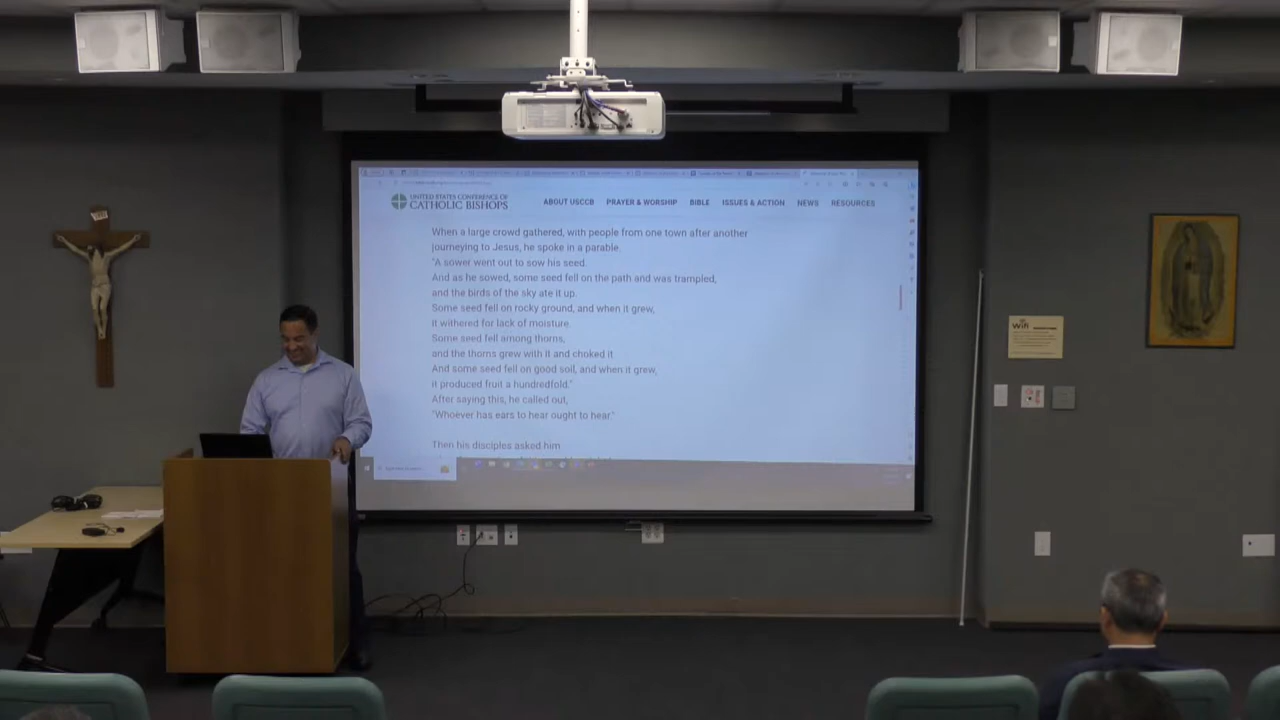 UNITED STATES CONFERENCE OF
CATHOLIC BISHOPS
ABOUT USCCB PRAYER & WORSHIP BIBLE ISSUES & ACTION NEWS RESOURCES
When a large crowd gathered, with people from one town after another
journeying to Jesus, he spoke in a parable.
"A sower went out to sow his seed.
And as he sowed, some seed fell on the path and was trampled,
and the birds of the sky ate it up.
Some seed fell on rocky ground, and when it grew,
it withered for lack of moisture.
Some seed fell among thorns,
and the thorns grew with it and choked it.
And some seed fell on good soil, and when it grew,
it produced fruit a hundredfold."
After saying this, he called out,
"Whoever has ears to hear ought to hear."
Then his disciples asked him
Wifi